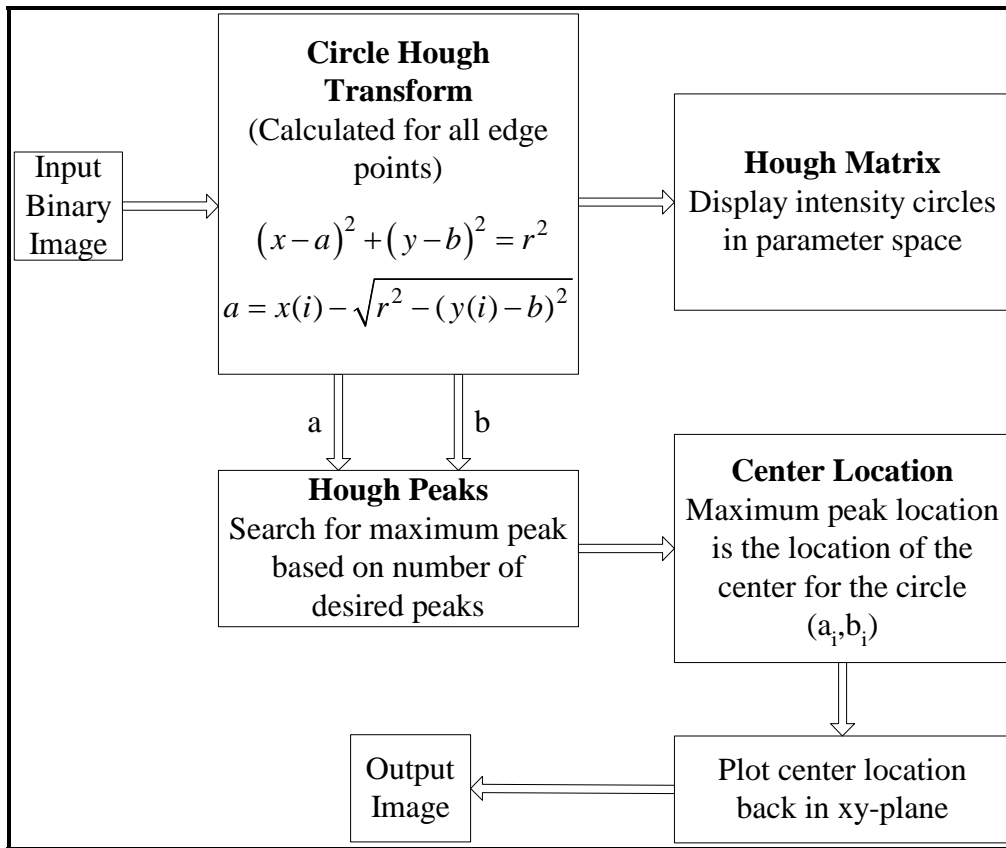 Input
Binary
Image
Circle Hough
Transform
(Calculated for all edge
points)
(x − a)² + (y − b)² = r²
a = x(i) − √(r² − (y(i) − b)²)
Hough Matrix
Display intensity circles
in parameter space
a
b
Hough Peaks
Search for maximum peak
based on number of
desired peaks
Center Location
Maximum peak location
is the location of the
center for the circle
(aᵢ,bᵢ)
Plot center location
back in xy-plane
Output
Image